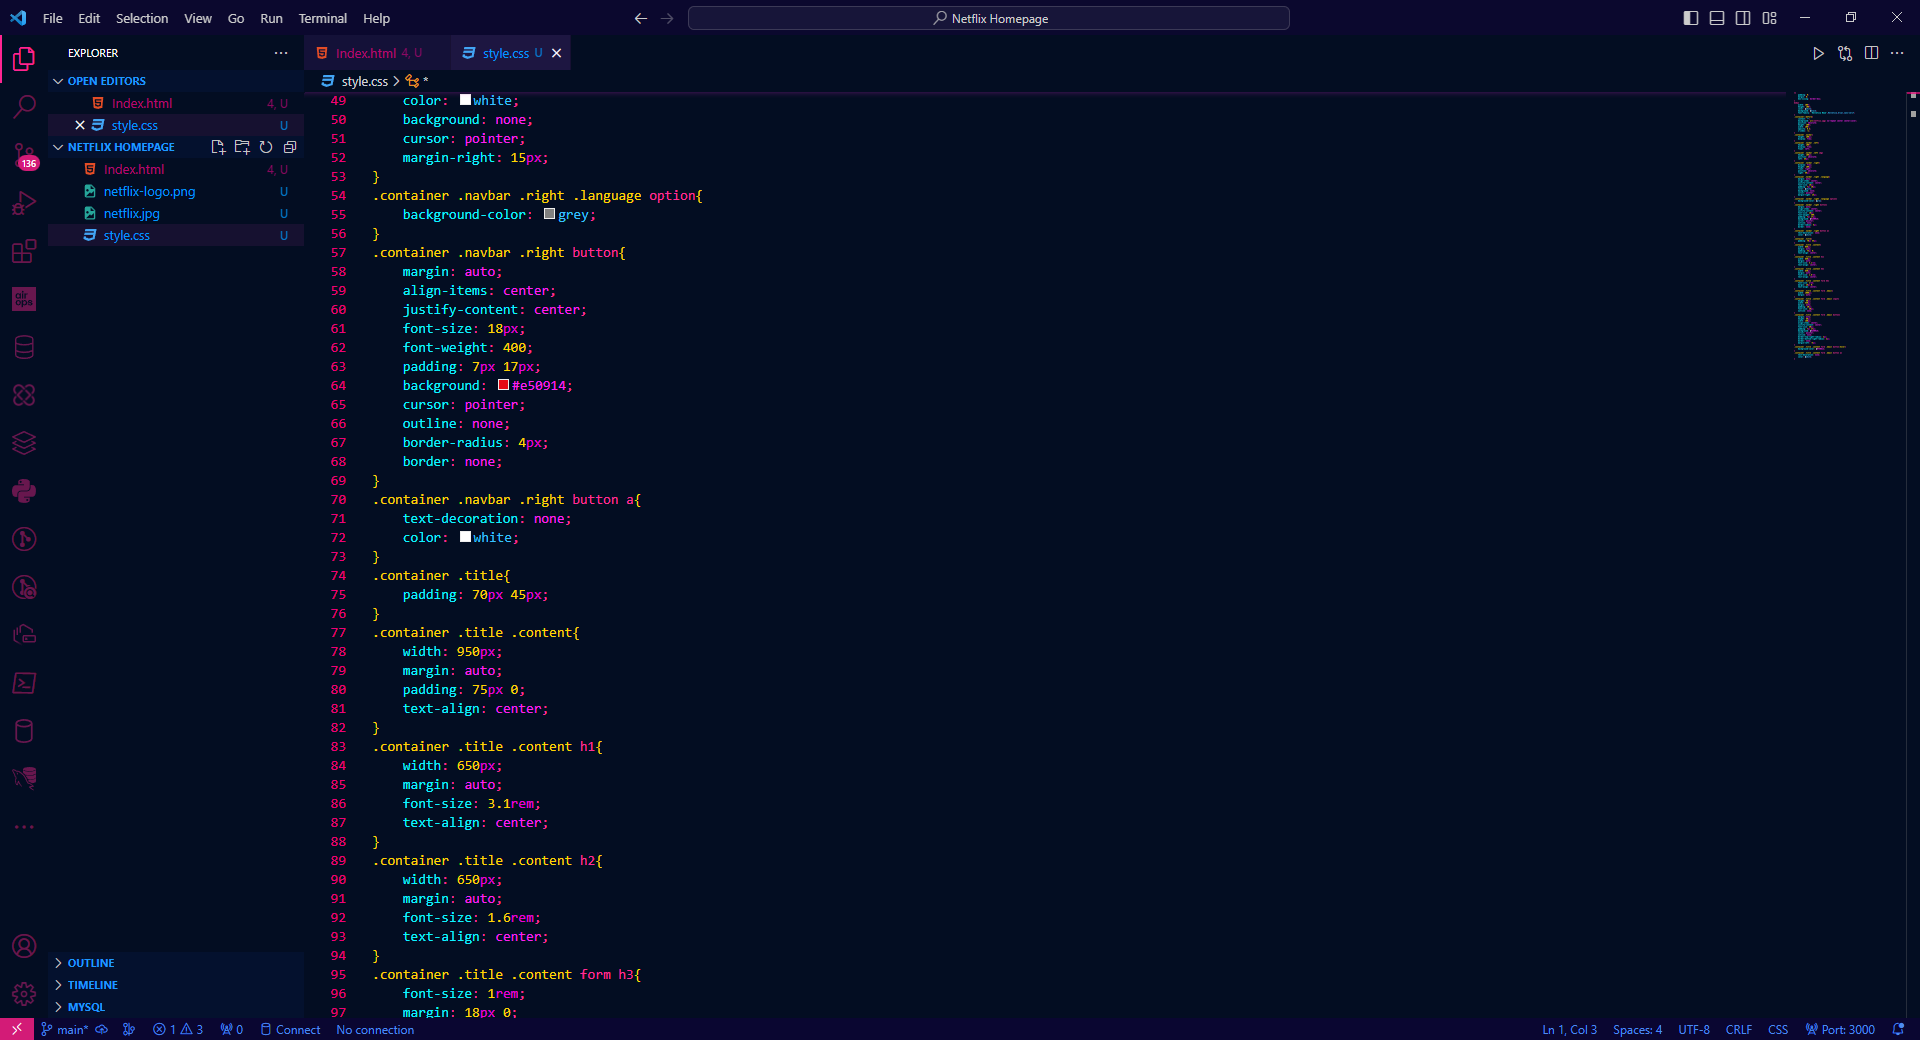 File Edit Selection View Go Run Terminal Help
Netflix Homepage
EXPLORER
Index.html 4, U
style.css U
OPEN EDITORS
Index.html 4, U
style.css U
NETFLIX HOMEPAGE
Index.html 4, U
netflix-logo.png U
netflix.jpg U
style.css U
136
air
ops
OUTLINE
TIMELINE
MYSQL
style.css > *
49 color: white;
50 background: none;
51 cursor: pointer;
52 margin-right: 15px;
53 }
54 .container .navbar .right .language option{
55 background-color: grey;
56 }
57 .container .navbar .right button{
58 margin: auto;
59 align-items: center;
60 justify-content: center;
61 font-size: 18px;
62 font-weight: 400;
63 padding: 7px 17px;
64 background: #e50914;
65 cursor: pointer;
66 outline: none;
67 border-radius: 4px;
68 border: none;
69 }
70 .container .navbar .right button a{
71 text-decoration: none;
72 color: white;
73 }
74 .container .title{
75 padding: 70px 45px;
76 }
77 .container .title .content{
78 width: 950px;
79 margin: auto;
80 padding: 75px 0;
81 text-align: center;
82 }
83 .container .title .content h1{
84 width: 650px;
85 margin: auto;
86 font-size: 3.1rem;
87 text-align: center;
88 }
89 .container .title .content h2{
90 width: 650px;
91 margin: auto;
92 font-size: 1.6rem;
93 text-align: center;
94 }
95 .container .title .content form h3{
96 font-size: 1rem;
97 margin: 18px 0;
main* 1 3 0 Connect No connection Ln 1, Col 3 Spaces: 4 UTF-8 CRLF CSS Port: 3000